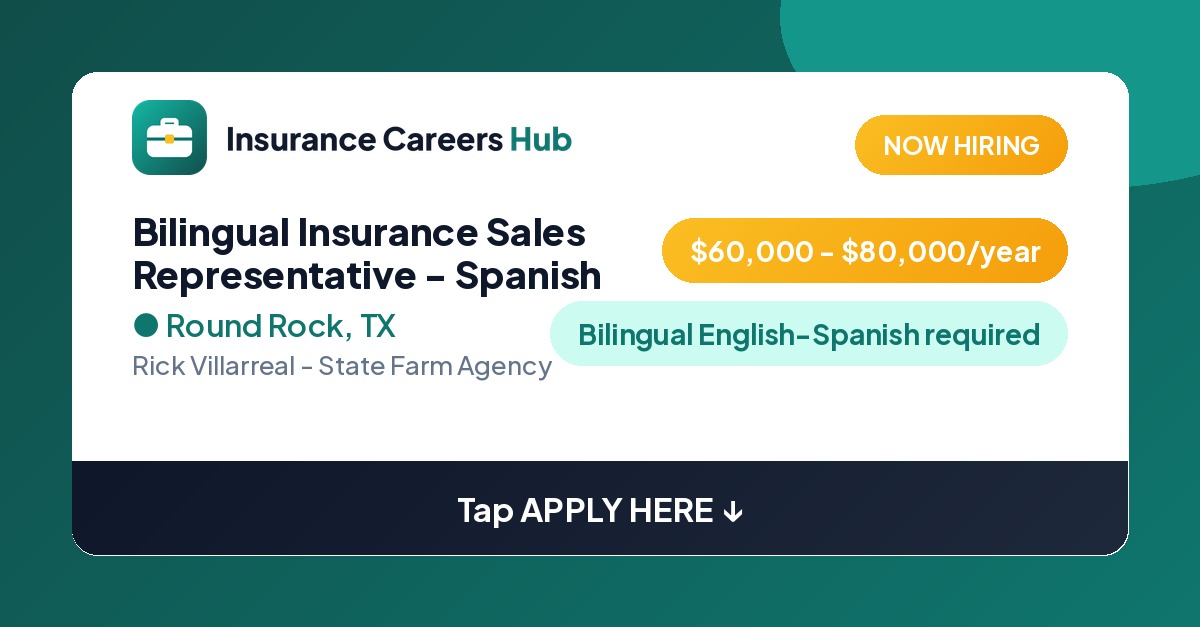 Insurance Careers Hub
NOW HIRING
Bilingual Insurance Sales
Representative – Spanish
$60,000 – $80,000/year
Round Rock, TX
Bilingual English-Spanish required
Rick Villarreal - State Farm Agency
Tap APPLY HERE ↓